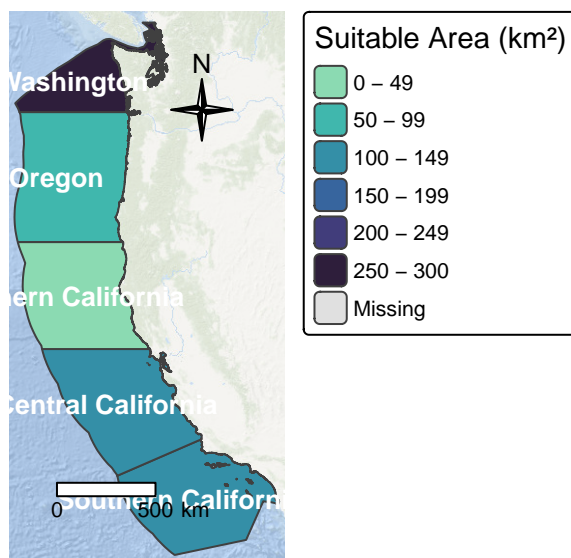 N
Washington
Oregon
ern California
Central California
Southern Californ
0 500 km
Suitable Area (km²)
0 – 49
50 – 99
100 – 149
150 – 199
200 – 249
250 – 300
Missing